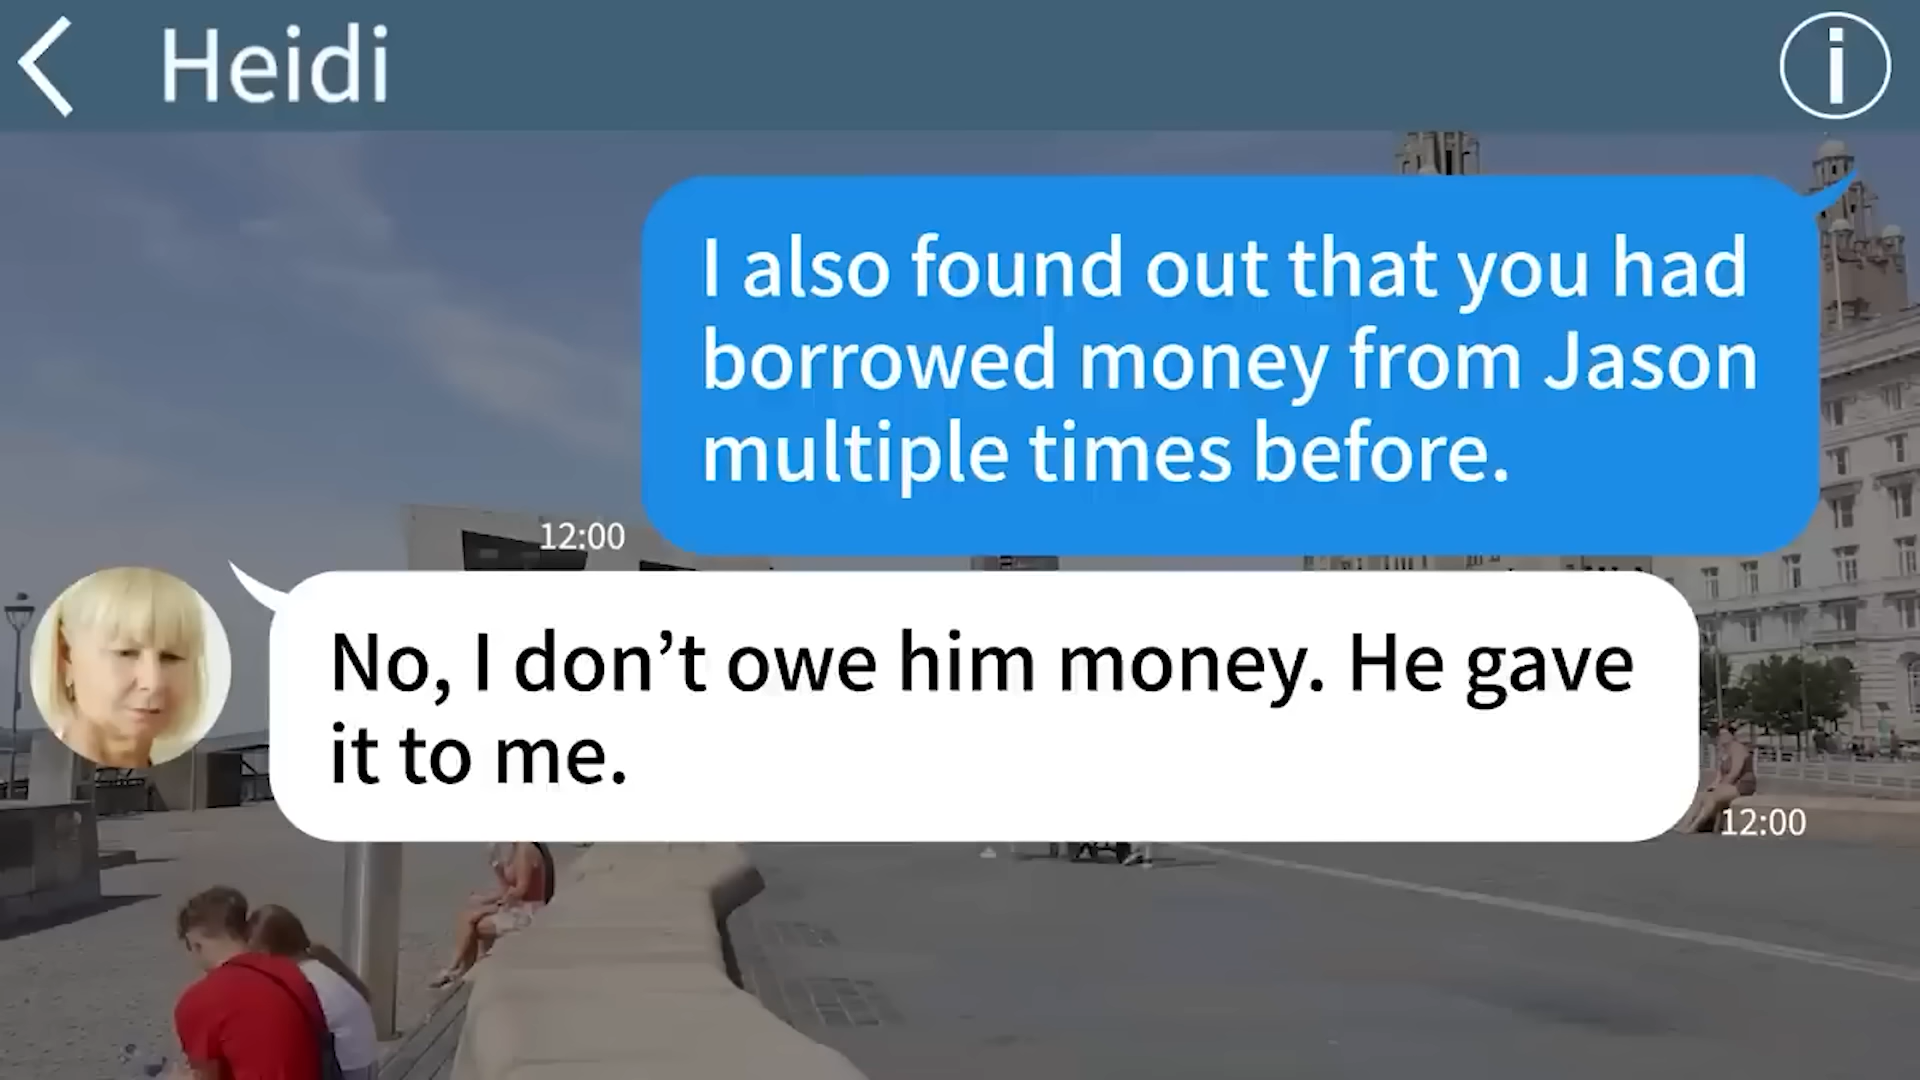 Heidi
I also found out that you had
borrowed money from Jason
multiple times before.
12:00
No, I don’t owe him money. He gave
it to me.
12:00